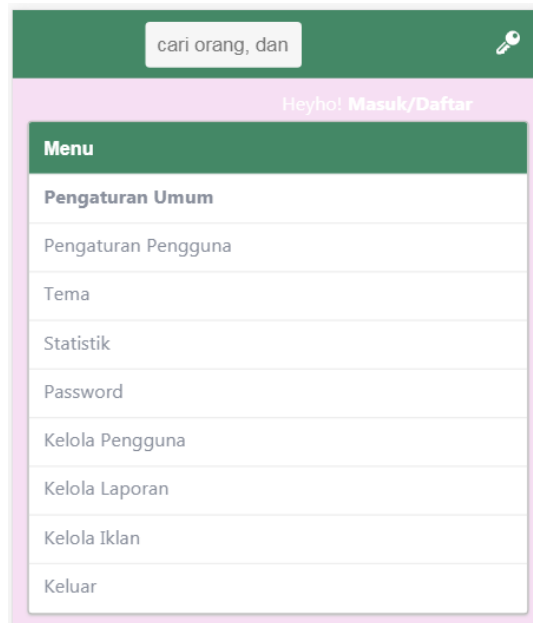 cari orang, dan
Heyho! Masuk/Daftar
Menu
Pengaturan Umum
Pengaturan Pengguna
Tema
Statistik
Password
Kelola Pengguna
Kelola Laporan
Kelola Iklan
Keluar